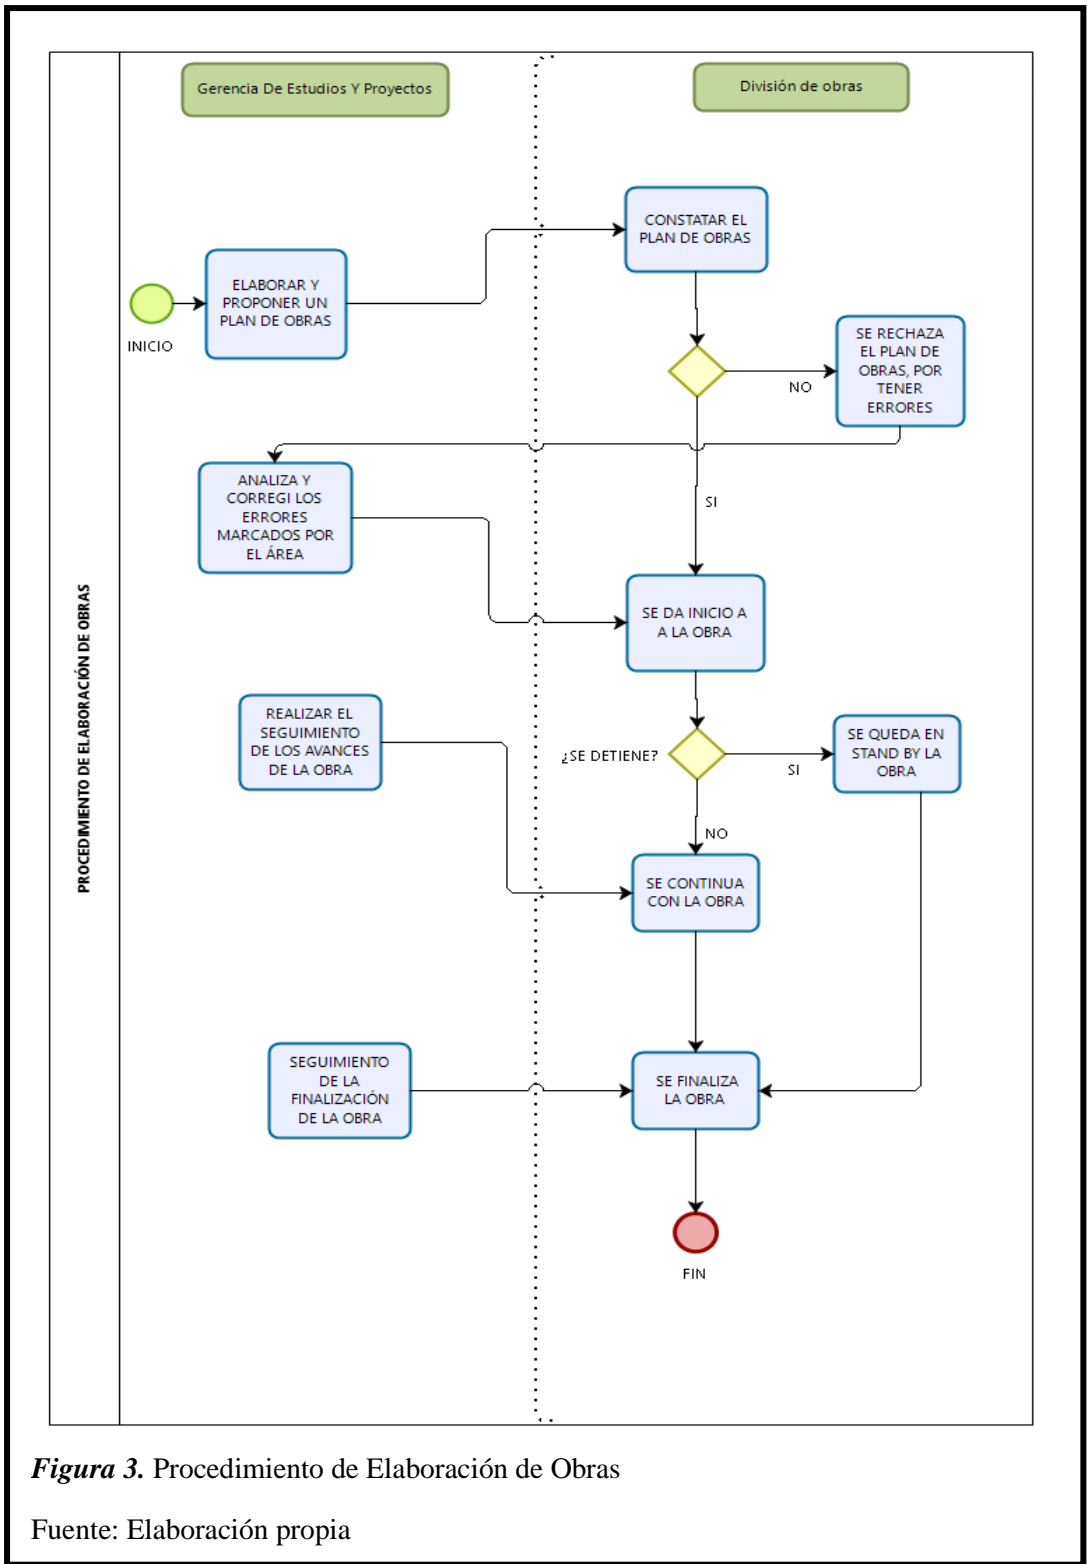 Gerencia De Estudios Y Proyectos
División de obras
PROCEDIMIENTO DE ELABORACIÓN DE OBRAS
CONSTATAR EL
PLAN DE OBRAS
ELABORAR Y
PROPONER UN
PLAN DE OBRAS
INICIO
SE RECHAZA
EL PLAN DE
OBRAS, POR
TENER
ERRORES
NO
ANALIZA Y
CORREGI LOS
ERRORES
MARCADOS POR
EL ÁREA
SI
SE DA INICIO A
A LA OBRA
REALIZAR EL
SEGUIMIENTO
DE LOS AVANCES
DE LA OBRA
¿SE DETIENE?
SI
SE QUEDA EN
STAND BY LA
OBRA
NO
SE CONTINUA
CON LA OBRA
SEGUIMIENTO
DE LA
FINALIZACIÓN
DE LA OBRA
SE FINALIZA
LA OBRA
FIN
Figura 3. Procedimiento de Elaboración de Obras
Fuente: Elaboración propia